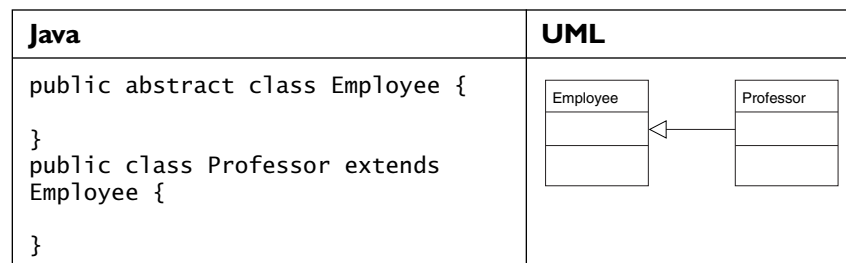 Java
UML
public abstract class Employee {
}
public class Professor extends
Employee {
}
Employee
Professor